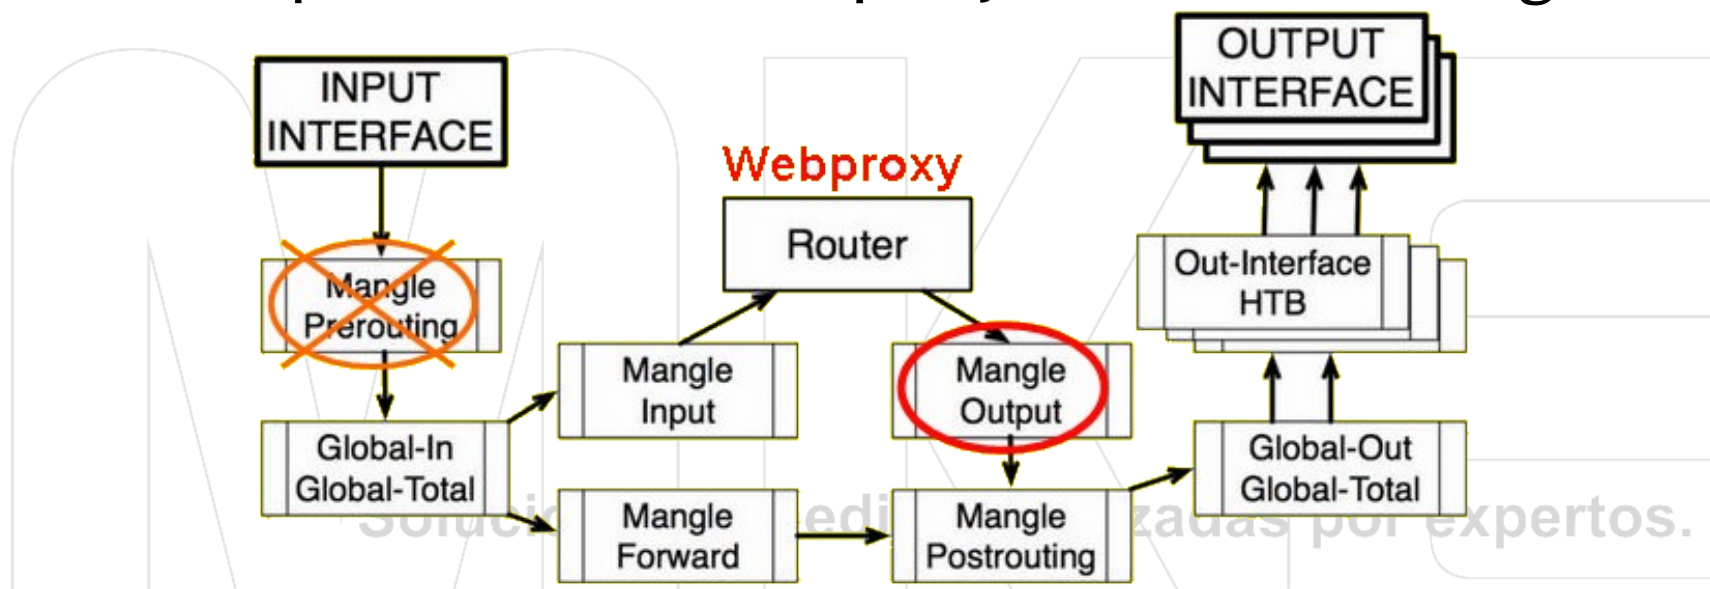 INPUT
INTERFACE
OUTPUT
INTERFACE
Webproxy
Router
Mangle
Prerouting
Out-Interface
HTB
Mangle
Input
Mangle
Output
Global-In
Global-Total
Global-Out
Global-Total
Mangle
Forward
Mangle
Postrouting
por expertos.